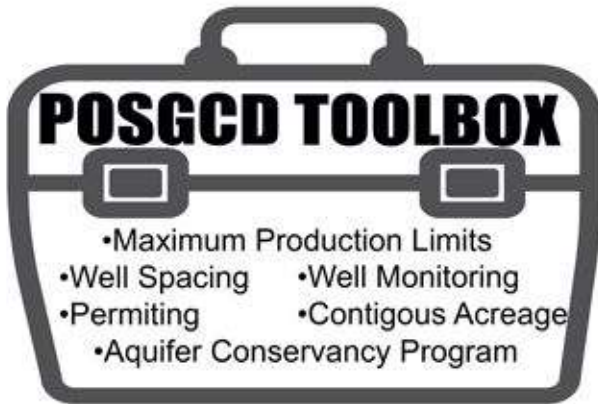 POSGCD TOOLBOX
•Maximum Production Limits
•Well Spacing •Well Monitoring
•Permiting •Contigous Acreage
•Aquifer Conservancy Program